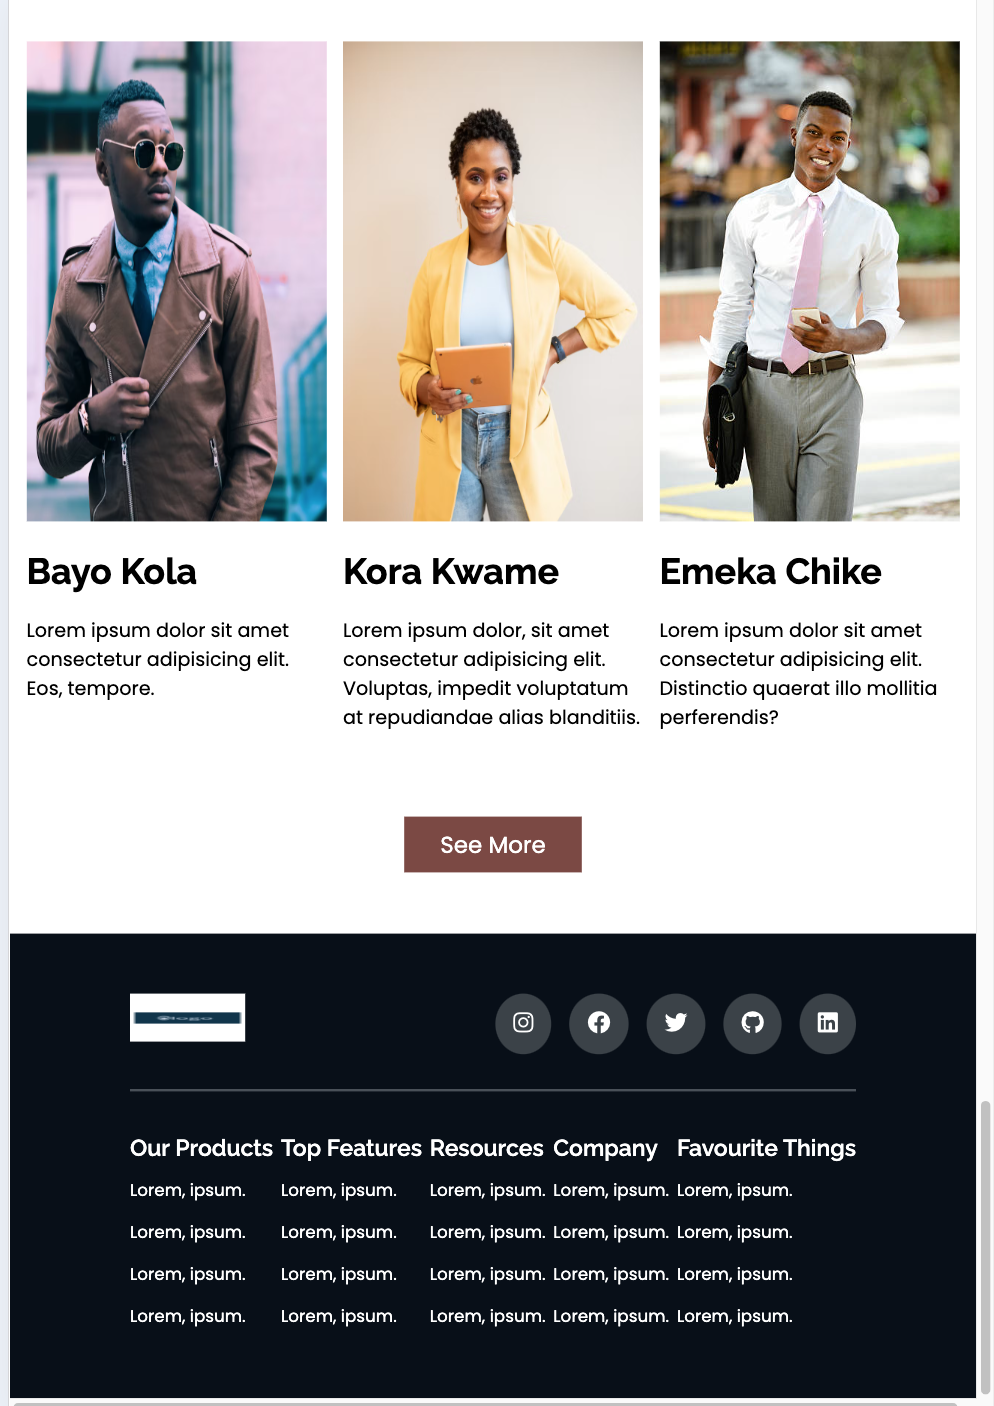 Bayo Kola
Lorem ipsum dolor sit amet
consectetur adipisicing elit.
Eos, tempore.
Kora Kwame
Lorem ipsum dolor, sit amet
consectetur adipisicing elit.
Voluptas, impedit voluptatum
at repudiandae alias blanditiis.
Emeka Chike
Lorem ipsum dolor sit amet
consectetur adipisicing elit.
Distinctio quaerat illo mollitia
perferendis?
See More
logo
Our Products Top Features Resources Company Favourite Things
Lorem, ipsum. Lorem, ipsum. Lorem, ipsum. Lorem, ipsum. Lorem, ipsum.
Lorem, ipsum. Lorem, ipsum. Lorem, ipsum. Lorem, ipsum. Lorem, ipsum.
Lorem, ipsum. Lorem, ipsum. Lorem, ipsum. Lorem, ipsum. Lorem, ipsum.
Lorem, ipsum. Lorem, ipsum. Lorem, ipsum. Lorem, ipsum. Lorem, ipsum.